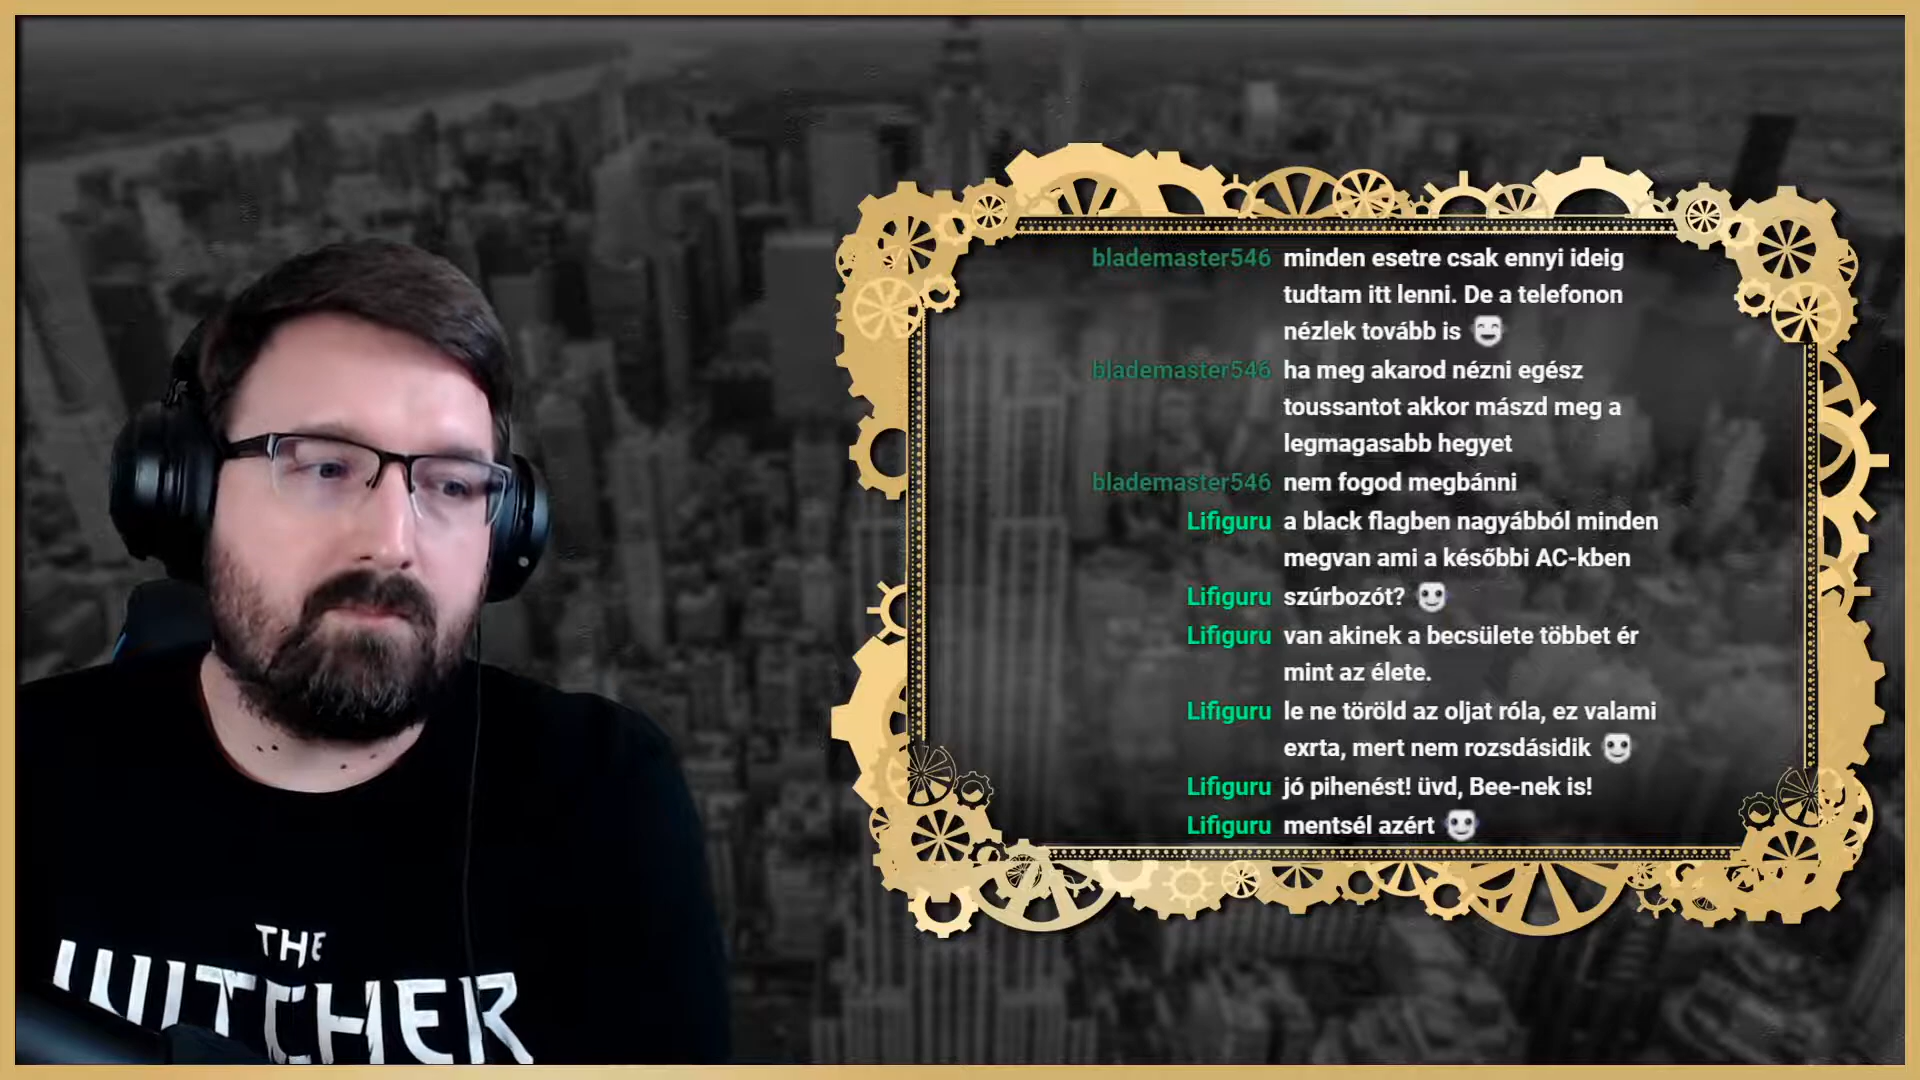 blademaster546 minden esetre csak ennyi ideig
tudtam itt lenni. De a telefonon
nézlek tovább is
blademaster546 ha meg akarod nézni egész
toussantot akkor mászd meg a
legmagasabb hegyet
blademaster546 nem fogod megbánni
Lifiguru a black flagben nagyábból minden
megvan ami a későbbi AC-kben
Lifiguru szúrbozót?
Lifiguru van akinek a becsülete többet ér
mint az élete.
Lifiguru le ne töröld az oljat róla, ez valami
exrta, mert nem rozsdásidik
Lifiguru jó pihenést! üvd, Bee-nek is!
Lifiguru mentsél azért
THE
WITCHER